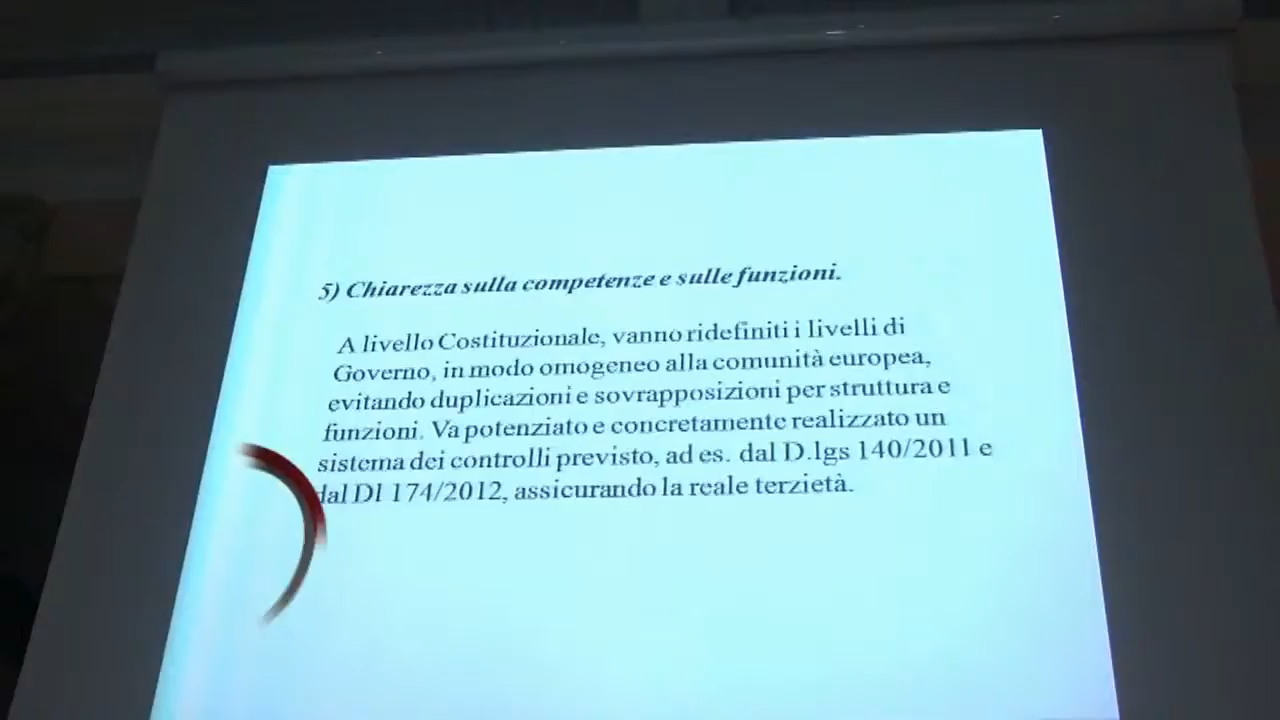 5) Chiarezza sulla competenze e sulle funzioni.
A livello Costituzionale, vanno ridefiniti i livelli di
Governo, in modo omogeneo alla comunità europea,
evitando duplicazioni e sovrapposizioni per struttura e
funzioni. Va potenziato e concretamente realizzato un
sistema dei controlli previsto, ad es. dal D.lgs 140/2011 e
dal Dl 174/2012, assicurando la reale terzietà.